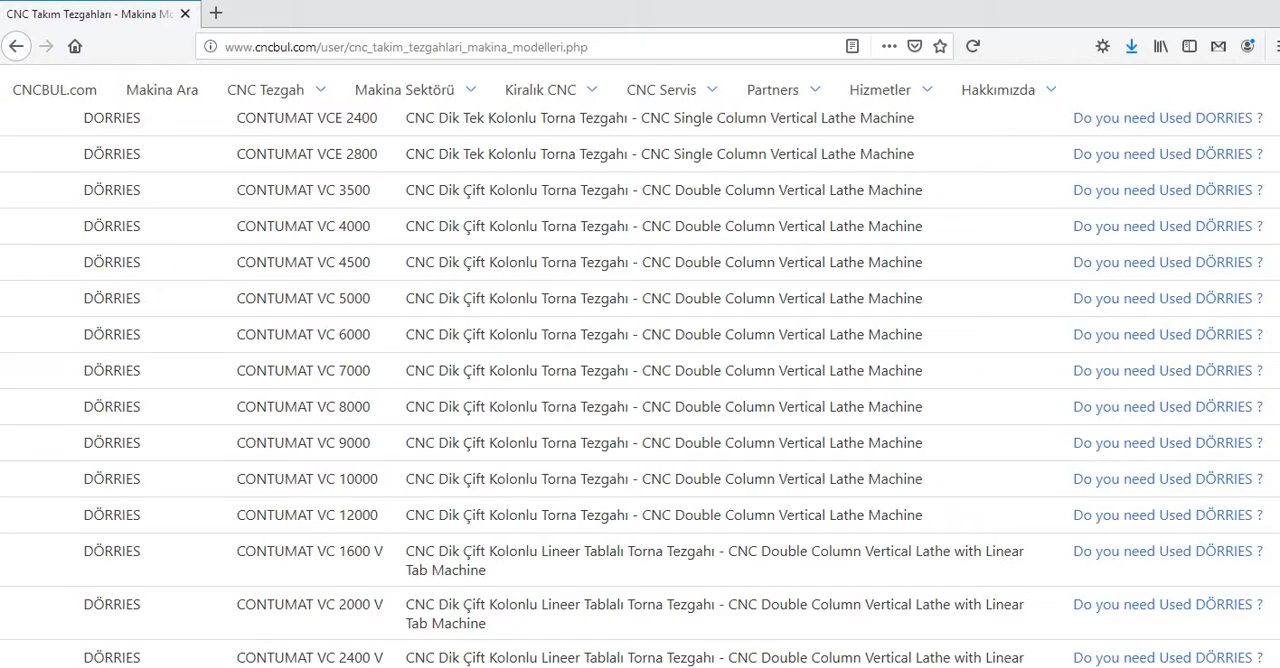 CNC Takım Tezgahları - Makina Mo
www.cncbul.com/user/cnc_takim_tezgahlari_makina_modelleri.php
CNCBUL.com Makina Ara CNC Tezgah Makina Sektörü Kiralık CNC CNC Servis Partners Hizmetler Hakkımızda
DORRIES CONTUMAT VCE 2400 CNC Dik Tek Kolonlu Torna Tezgahı - CNC Single Column Vertical Lathe Machine Do you need Used DORRIES ?
DÖRRIES CONTUMAT VCE 2800 CNC Dik Tek Kolonlu Torna Tezgahı - CNC Single Column Vertical Lathe Machine Do you need Used DÖRRIES ?
DÖRRIES CONTUMAT VC 3500 CNC Dik Çift Kolonlu Torna Tezgahı - CNC Double Column Vertical Lathe Machine Do you need Used DÖRRIES ?
DÖRRIES CONTUMAT VC 4000 CNC Dik Çift Kolonlu Torna Tezgahı - CNC Double Column Vertical Lathe Machine Do you need Used DÖRRIES ?
DÖRRIES CONTUMAT VC 4500 CNC Dik Çift Kolonlu Torna Tezgahı - CNC Double Column Vertical Lathe Machine Do you need Used DÖRRIES ?
DÖRRIES CONTUMAT VC 5000 CNC Dik Çift Kolonlu Torna Tezgahı - CNC Double Column Vertical Lathe Machine Do you need Used DÖRRIES ?
DÖRRIES CONTUMAT VC 6000 CNC Dik Çift Kolonlu Torna Tezgahı - CNC Double Column Vertical Lathe Machine Do you need Used DÖRRIES ?
DÖRRIES CONTUMAT VC 7000 CNC Dik Çift Kolonlu Torna Tezgahı - CNC Double Column Vertical Lathe Machine Do you need Used DÖRRIES ?
DÖRRIES CONTUMAT VC 8000 CNC Dik Çift Kolonlu Torna Tezgahı - CNC Double Column Vertical Lathe Machine Do you need Used DÖRRIES ?
DÖRRIES CONTUMAT VC 9000 CNC Dik Çift Kolonlu Torna Tezgahı - CNC Double Column Vertical Lathe Machine Do you need Used DÖRRIES ?
DÖRRIES CONTUMAT VC 10000 CNC Dik Çift Kolonlu Torna Tezgahı - CNC Double Column Vertical Lathe Machine Do you need Used DÖRRIES ?
DÖRRIES CONTUMAT VC 12000 CNC Dik Çift Kolonlu Torna Tezgahı - CNC Double Column Vertical Lathe Machine Do you need Used DÖRRIES ?
DÖRRIES CONTUMAT VC 1600 V CNC Dik Çift Kolonlu Lineer Tablalı Torna Tezgahı - CNC Double Column Vertical Lathe with Linear Do you need Used DÖRRIES ?
Tab Machine
DÖRRIES CONTUMAT VC 2000 V CNC Dik Çift Kolonlu Lineer Tablalı Torna Tezgahı - CNC Double Column Vertical Lathe with Linear Do you need Used DÖRRIES ?
Tab Machine
DÖRRIES CONTUMAT VC 2400 V CNC Dik Çift Kolonlu Lineer Tablalı Torna Tezgahı - CNC Double Column Vertical Lathe with Linear Do you need Used DÖRRIES ?